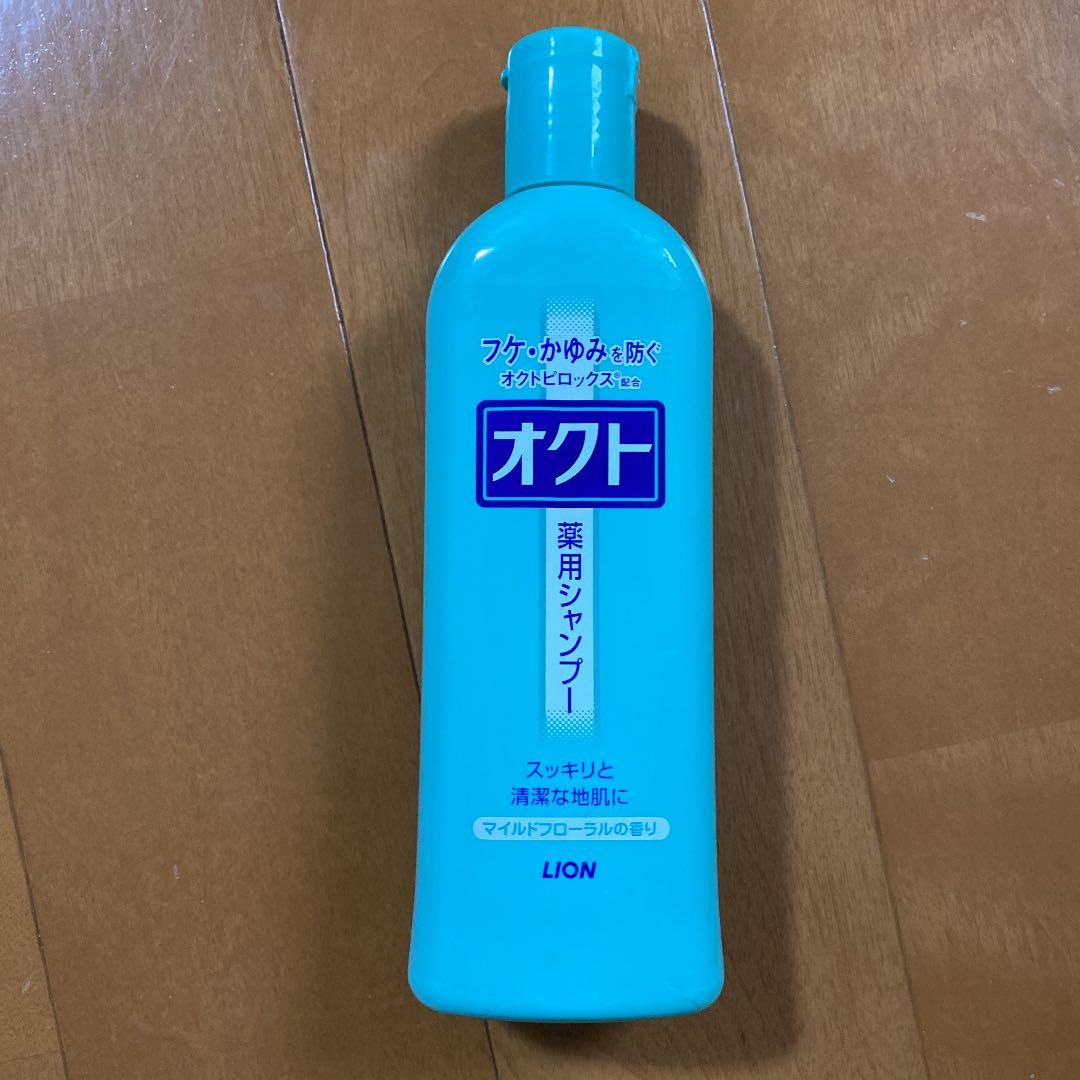 フケ・かゆみを防ぐ
オクトピロックス®配合
オクト
薬用シャンプー
スッキリと
清潔な地肌に
マイルドフローラルの香り
LION